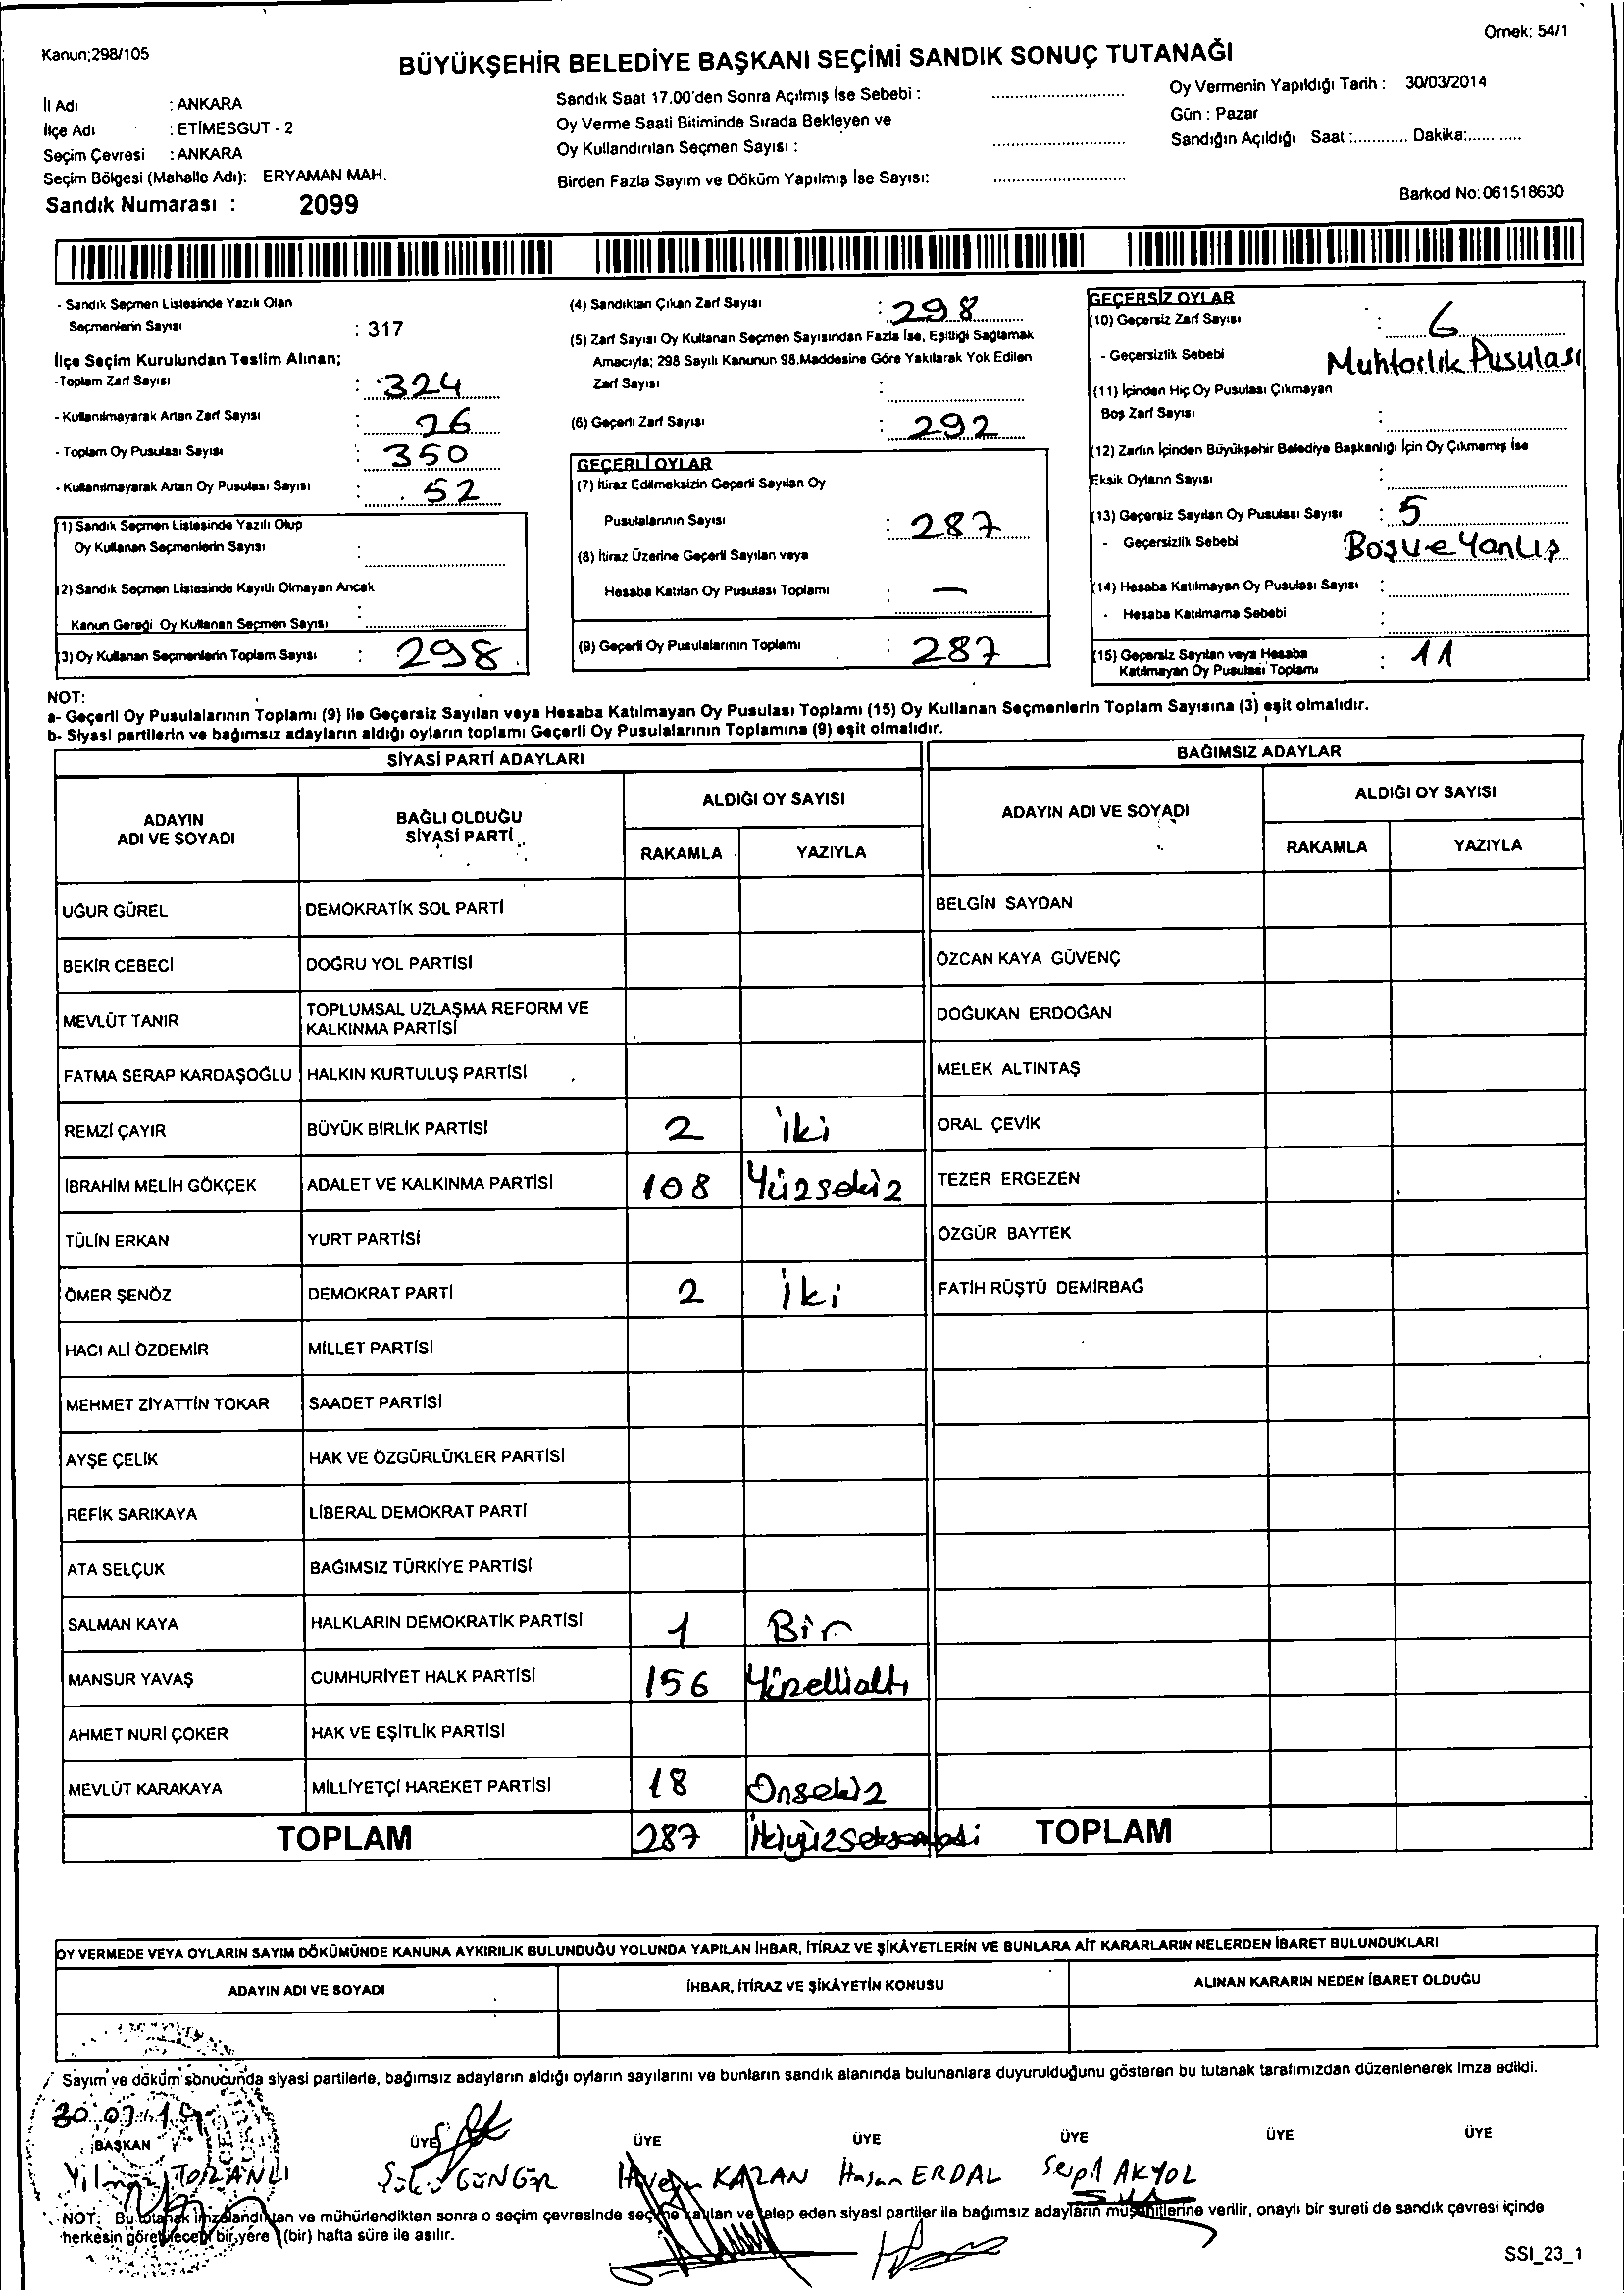 Kanun;298/105
Örnek: 54/1
BÜYÜKŞEHİR BELEDİYE BAŞKANI SEÇİMİ SANDIK SONUÇ TUTANAĞI
İl Adı : ANKARA
İlçe Adı : ETİMESGUT - 2
Seçim Çevresi : ANKARA
Seçim Bölgesi (Mahalle Adı): ERYAMAN MAH.
Sandık Numarası : 2099
Sandık Saat 17.00'den Sonra Açılmış İse Sebebi : ..............................
Oy Verme Saati Bitiminde Sırada Bekleyen ve
Oy Kullandırılan Seçmen Sayısı : ..............................
Birden Fazla Sayım ve Döküm Yapılmış İse Sayısı: ..............................
Oy Vermenin Yapıldığı Tarih : 30/03/2014
Gün : Pazar
Sandığın Açıldığı Saat :............ Dakika:............
Barkod No: 061518630
- Sandık Seçmen Listesinde Yazılı Olan
Seçmenlerin Sayısı : 317
İlçe Seçim Kurulundan Teslim Alınan;
-Toplam Zarf Sayısı : 324
- Kullanılmayarak Artan Zarf Sayısı : 26
- Toplam Oy Pusulası Sayısı : 350
- Kullanılmayarak Artan Oy Pusulası Sayısı : 52
(1) Sandık Seçmen Listesinde Yazılı Olup
Oy Kullanan Seçmenlerin Sayısı :
(2) Sandık Seçmen Listesinde Kayıtlı Olmayan Ancak
Kanun Gereği Oy Kullanan Seçmen Sayısı :
(3) Oy Kullanan Seçmenlerin Toplam Sayısı : 298
(4) Sandıktan Çıkan Zarf Sayısı : 298
(5) Zarf Sayısı Oy Kullanan Seçmen Sayısından Fazla İse, Eşitliği Sağlamak
Amacıyla; 298 Sayılı Kanunun 98.Maddesine Göre Yakılarak Yok Edilen
Zarf Sayısı :
(6) Geçerli Zarf Sayısı : 292
GEÇERLİ OYLAR
(7) İtiraz Edilmeksizin Geçerli Sayılan Oy
Pusulalarının Sayısı : 287
(8) İtiraz Üzerine Geçerli Sayılan veya
Hesaba Katılan Oy Pusulası Toplamı : —
(9) Geçerli Oy Pusulalarının Toplamı : 287
GEÇERSİZ OYLAR
(10) Geçersiz Zarf Sayısı : 6
- Geçersizlik Sebebi Muhtarlık Pusulası
(11) İçinden Hiç Oy Pusulası Çıkmayan
Boş Zarf Sayısı :
(12) Zarfın İçinden Büyükşehir Belediye Başkanlığı İçin Oy Çıkmamış İse
Eksik Oyların Sayısı :
(13) Geçersiz Sayılan Oy Pusulası Sayısı : 5
- Geçersizlik Sebebi Boş ve Yanlış
(14) Hesaba Katılmayan Oy Pusulası Sayısı :
- Hesaba Katılmama Sebebi :
(15) Geçersiz Sayılan veya Hesaba
Katılmayan Oy Pusulası Toplamı : 11
NOT:
a- Geçerli Oy Pusulalarının Toplamı (9) ile Geçersiz Sayılan veya Hesaba Katılmayan Oy Pusulası Toplamı (15) Oy Kullanan Seçmenlerin Toplam Sayısına (3) eşit olmalıdır.
b- Siyasi partilerin ve bağımsız adayların aldığı oyların toplamı Geçerli Oy Pusulalarının Toplamına (9) eşit olmalıdır.
SİYASİ PARTİ ADAYLARI
ADAYIN
ADI VE SOYADI
BAĞLI OLDUĞU
SİYASİ PARTİ
ALDIĞI OY SAYISI
RAKAMLA YAZIYLA
UĞUR GÜREL DEMOKRATİK SOL PARTİ
BEKİR CEBECİ DOĞRU YOL PARTİSİ
MEVLÜT TANIR TOPLUMSAL UZLAŞMA REFORM VE
KALKINMA PARTİSİ
FATMA SERAP KARDAŞOĞLU HALKIN KURTULUŞ PARTİSİ
REMZİ ÇAYIR BÜYÜK BİRLİK PARTİSİ 2 iki
İBRAHİM MELİH GÖKÇEK ADALET VE KALKINMA PARTİSİ 108 Yüzsekiz
TÜLİN ERKAN YURT PARTİSİ
ÖMER ŞENÖZ DEMOKRAT PARTİ 2 iki
HACI ALİ ÖZDEMİR MİLLET PARTİSİ
MEHMET ZİYATTİN TOKAR SAADET PARTİSİ
AYŞE ÇELİK HAK VE ÖZGÜRLÜKLER PARTİSİ
REFİK SARIKAYA LİBERAL DEMOKRAT PARTİ
ATA SELÇUK BAĞIMSIZ TÜRKİYE PARTİSİ
SALMAN KAYA HALKLARIN DEMOKRATİK PARTİSİ 1 Bir
MANSUR YAVAŞ CUMHURİYET HALK PARTİSİ 156 Yüzellialtı
AHMET NURİ ÇOKER HAK VE EŞİTLİK PARTİSİ
MEVLÜT KARAKAYA MİLLİYETÇİ HAREKET PARTİSİ 18 Onsekiz
TOPLAM 287 İkiyüzseksenyedi
BAĞIMSIZ ADAYLAR
ADAYIN ADI VE SOYADI
ALDIĞI OY SAYISI
RAKAMLA YAZIYLA
BELGİN SAYDAN
ÖZCAN KAYA GÜVENÇ
DOĞUKAN ERDOĞAN
MELEK ALTINTAŞ
ORAL ÇEVİK
TEZER ERGEZEN
ÖZGÜR BAYTEK
FATİH RÜŞTÜ DEMİRBAĞ
TOPLAM
OY VERMEDE VEYA OYLARIN SAYIM DÖKÜMÜNDE KANUNA AYKIRILIK BULUNDUĞU YOLUNDA YAPILAN İHBAR, İTİRAZ VE ŞİKÂYETLERİN VE BUNLARA AİT KARARLARIN NELERDEN İBARET BULUNDUKLARI
ADAYIN ADI VE SOYADI
İHBAR, İTİRAZ VE ŞİKÂYETİN KONUSU
ALINAN KARARIN NEDEN İBARET OLDUĞU
Sayım ve döküm sonucunda siyasi partilerle, bağımsız adayların aldığı oyların sayılarını ve bunların sandık alanında bulunanlara duyurulduğunu gösteren bu tutanak tarafımızdan düzenlenerek imza edildi.
BAŞKAN ÜYE ÜYE ÜYE ÜYE ÜYE ÜYE
Yılmaz TOZANLI GÜNGÖR KAZAN Hasan ERDAL Serpil AKYOL
NOT: Bu tutanak imzalandıktan ve mühürlendikten sonra o seçim çevresinde seçime katılan ve talep eden siyasi partiler ile bağımsız adayların müşahitlerine verilir, onaylı bir sureti de sandık çevresi içinde
herkesin görebileceği bir yere 1 (bir) hafta süre ile asılır.
SSI_23_1